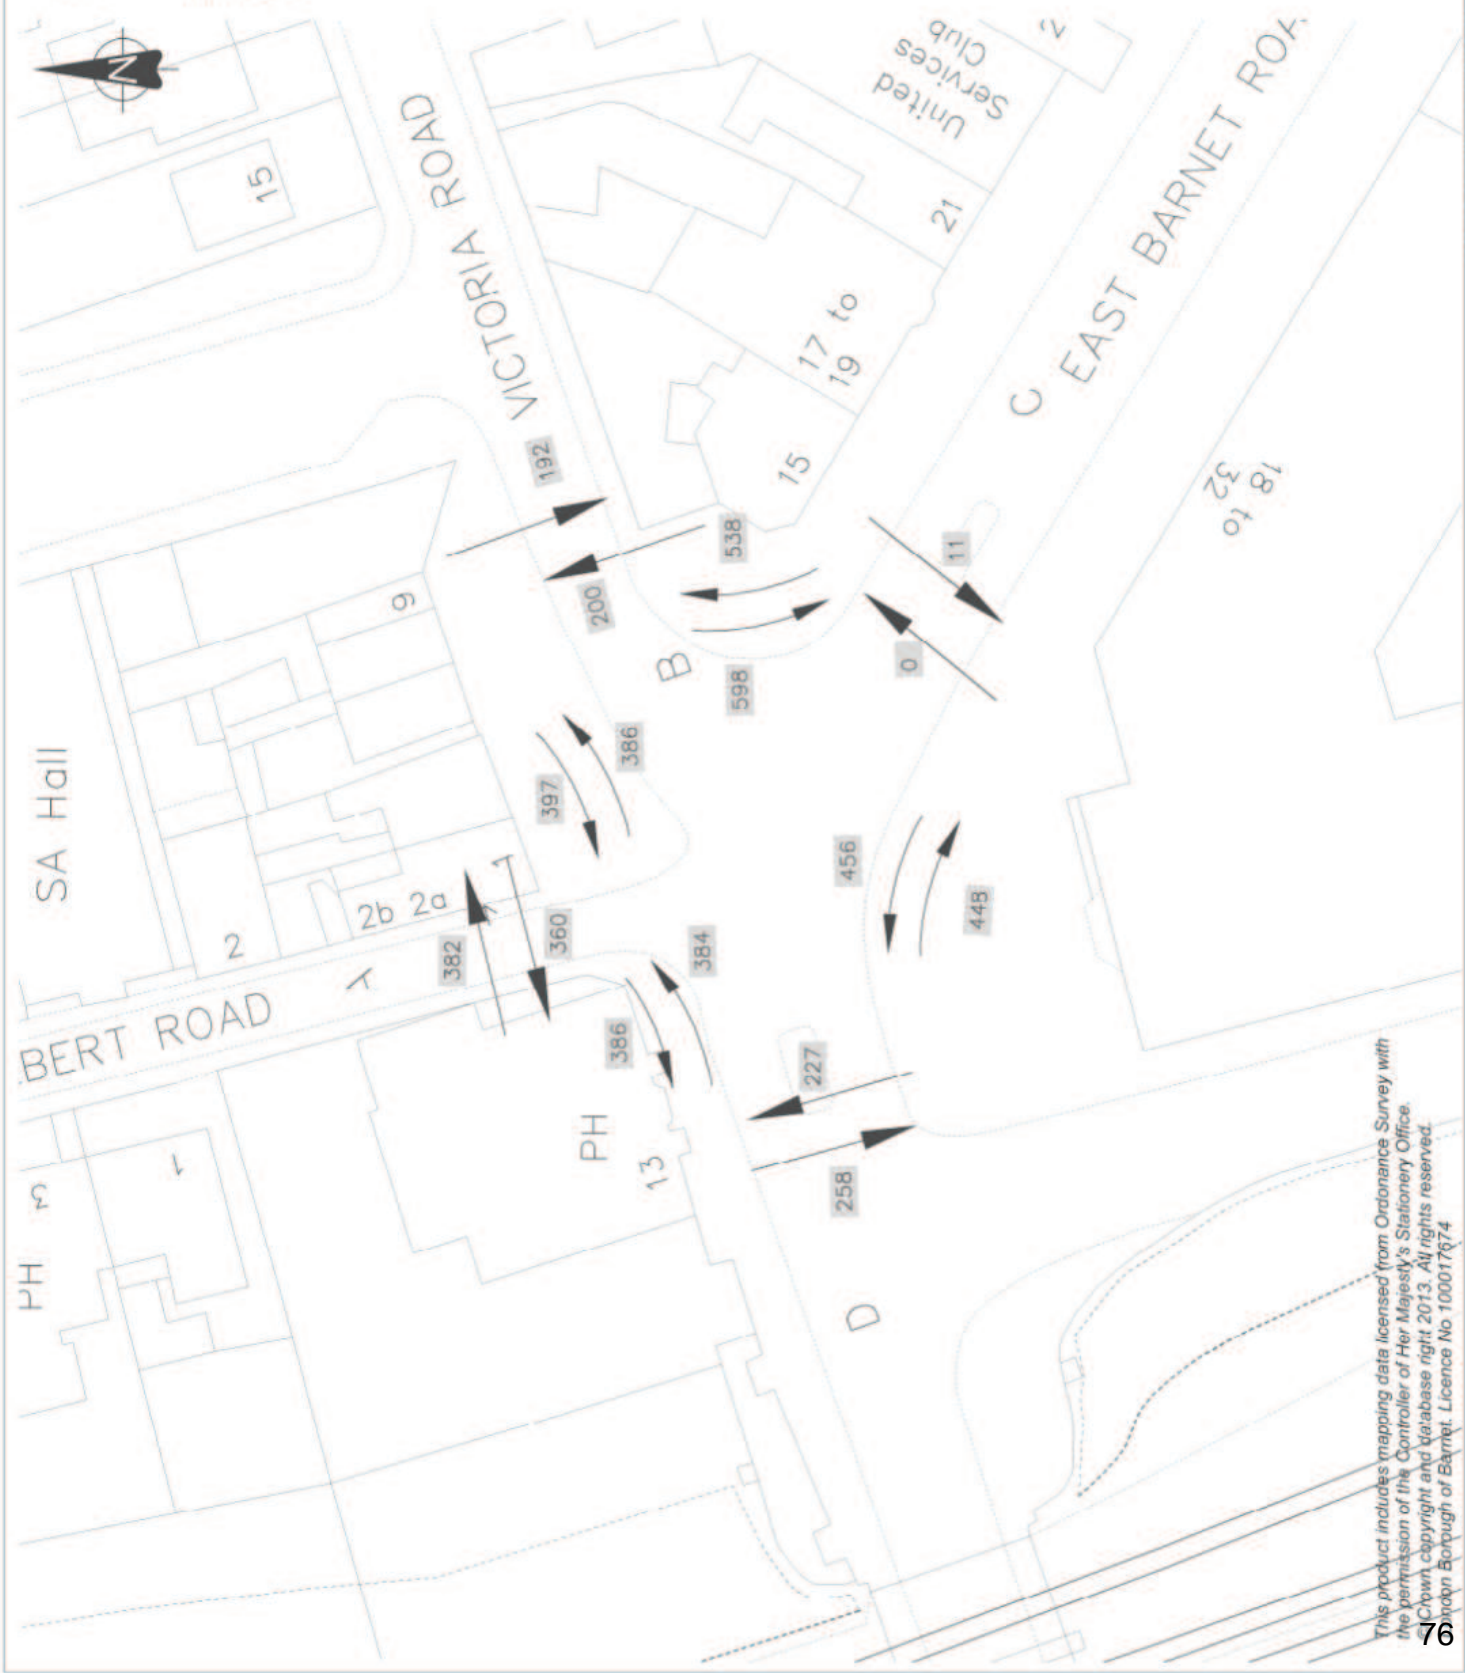 N
15
VICTORIA ROAD
United
Services
Club
2
21
EAST BARNET ROA
17 to
19
15
C
18 to
32
192
200
538
598
11
0
B
9
SA Hall
397
386
2b 2a
2
382
360
384
386
456
448
BERT ROAD
A
227
258
PH
13
1
PH
3
D
This product includes mapping data licensed from Ordonance Survey with
the permission of the Controller of Her Majesty's Stationery Office.
© Crown copyright and database right 2013. All rights reserved.
London Borough of Barnet. Licence No 100017674
76